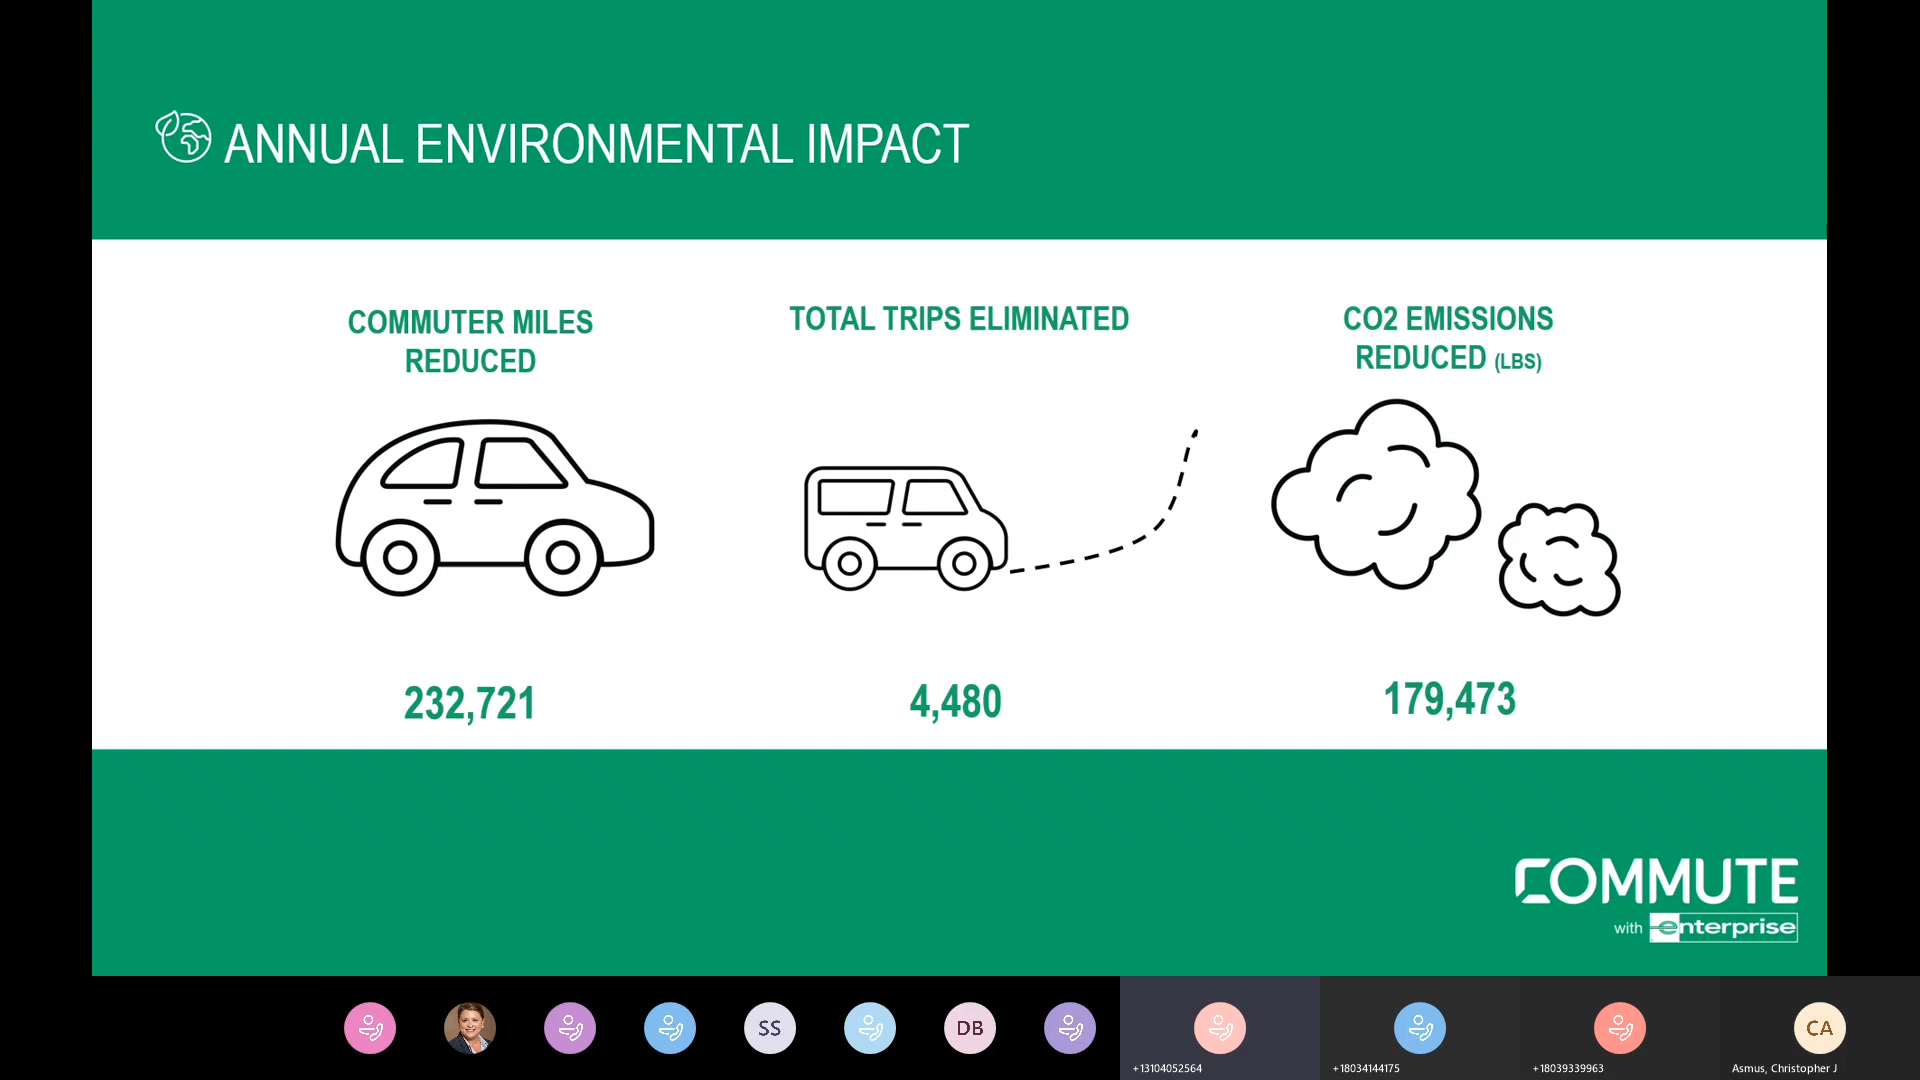 ANNUAL ENVIRONMENTAL IMPACT
COMMUTER MILES
REDUCED
TOTAL TRIPS ELIMINATED
CO2 EMISSIONS
REDUCED (LBS)
232,721
4,480
179,473
COMMUTE
with enterprise
SS
DB
CA
+13104052564
+18034144175
+18039339963
Asmus, Christopher J